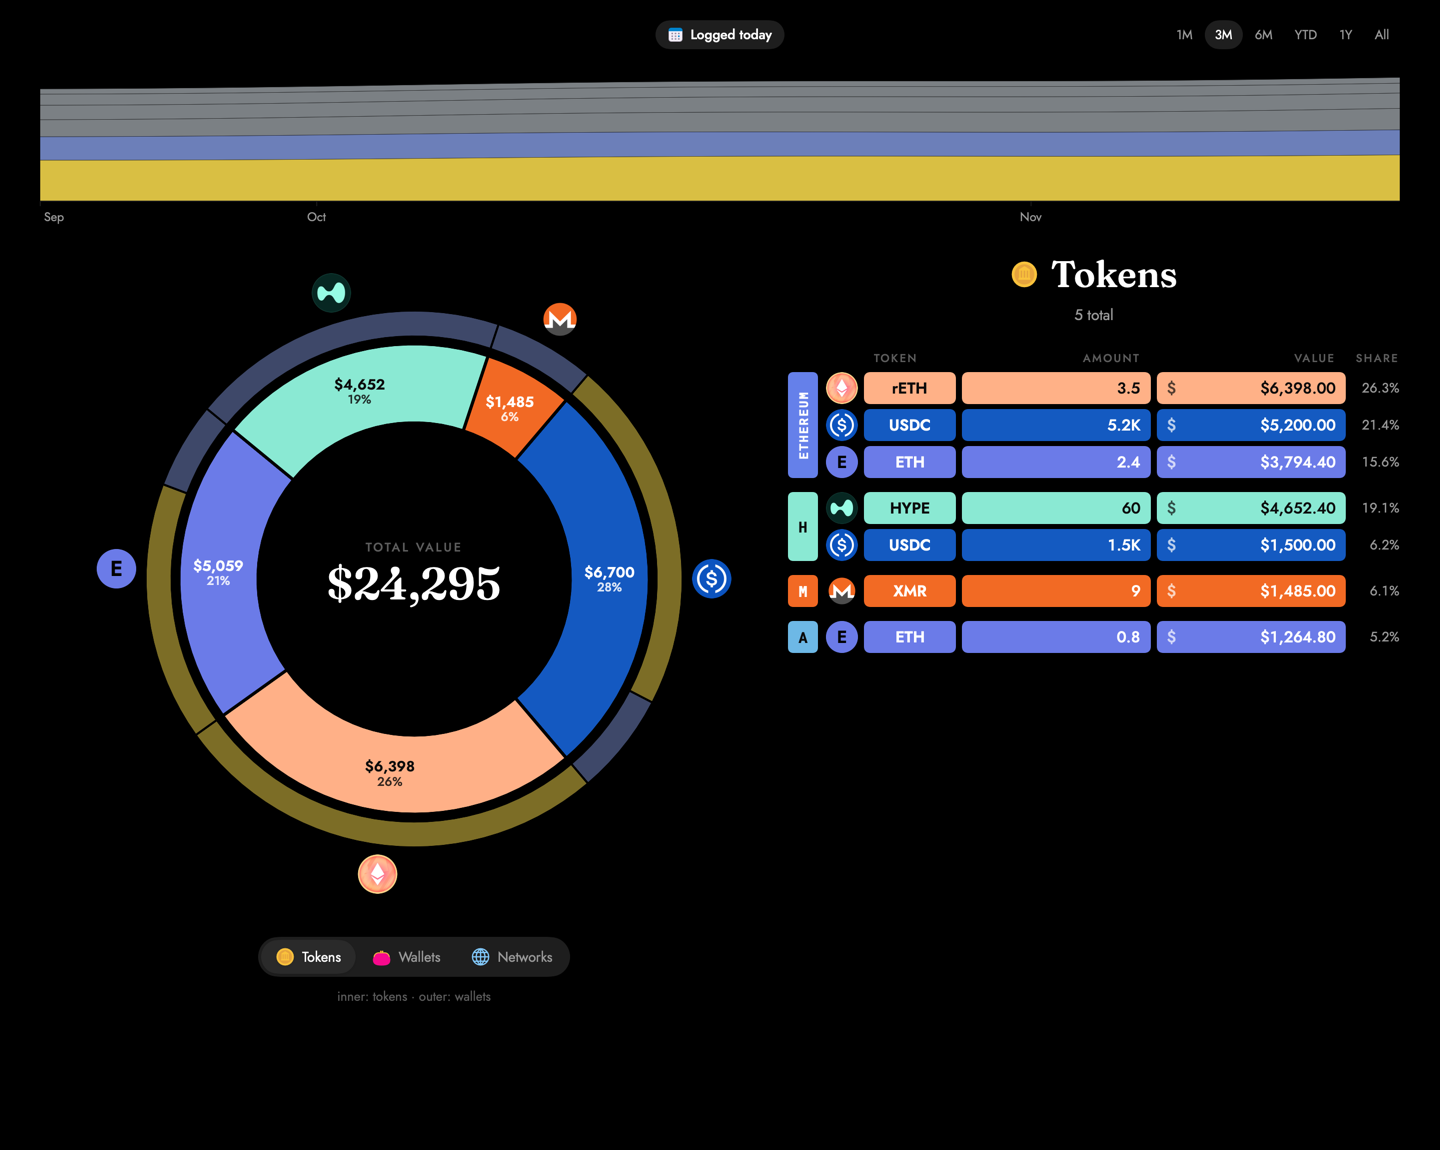 Logged today
1M 3M 6M YTD 1Y All
Sep Oct Nov
Tokens
5 total
TOKEN AMOUNT VALUE SHARE
ETHEREUM
rETH 3.5 $ $6,398.00 26.3%
USDC 5.2K $ $5,200.00 21.4%
E ETH 2.4 $ $3,794.40 15.6%
H
HYPE 60 $ $4,652.40 19.1%
USDC 1.5K $ $1,500.00 6.2%
M XMR 9 $ $1,485.00 6.1%
A E ETH 0.8 $ $1,264.80 5.2%
$4,652
19%
$1,485
6%
TOTAL VALUE
$24,295
E
$5,059
21%
$6,700
28%
$6,398
26%
Tokens Wallets Networks
inner: tokens · outer: wallets